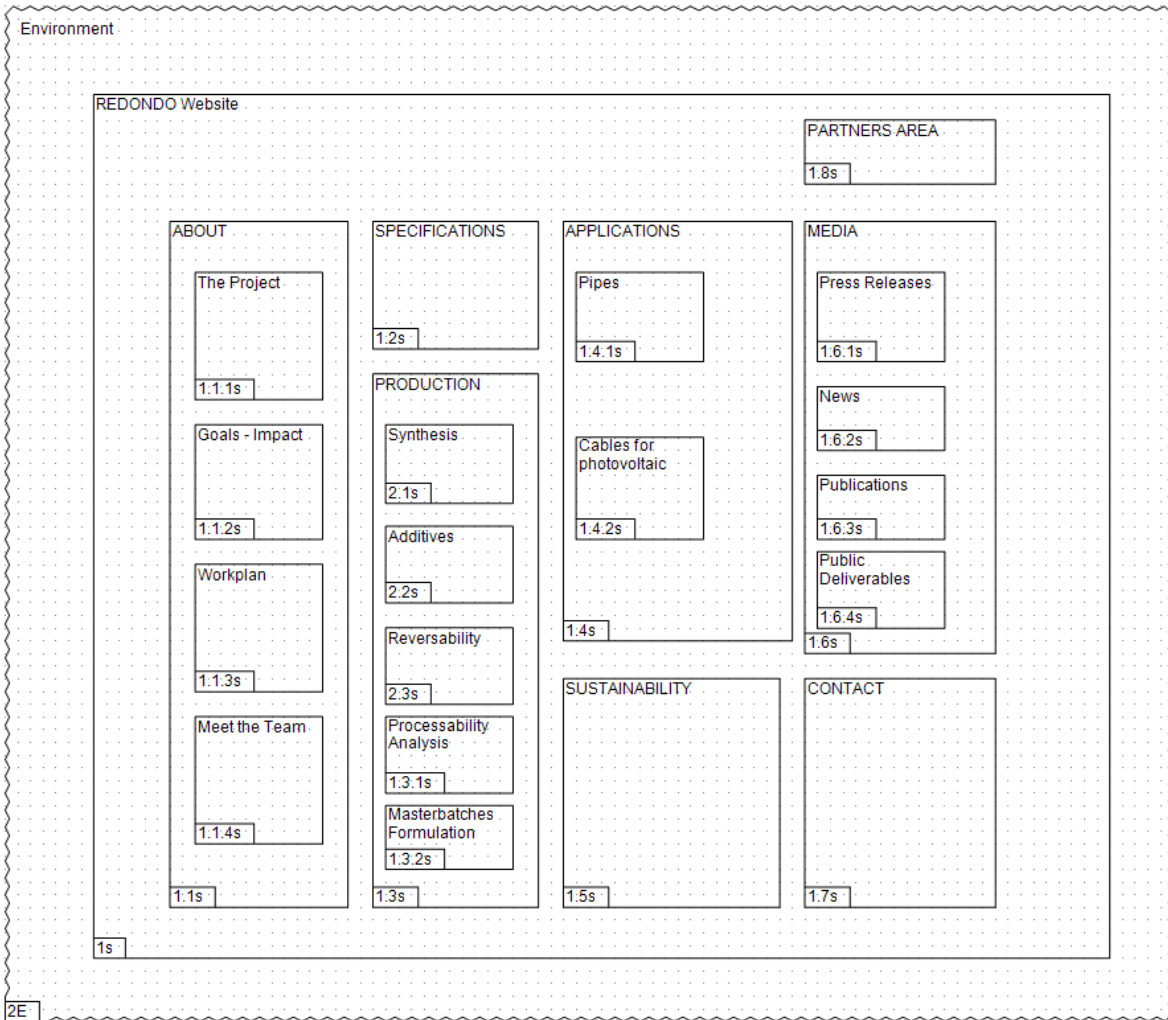 Environment
REDONDO Website
PARTNERS AREA
1.8s
ABOUT
The Project
1.1.1s
Goals - Impact
1.1.2s
Workplan
1.1.3s
Meet the Team
1.1.4s
1.1s
SPECIFICATIONS
1.2s
PRODUCTION
Synthesis
2.1s
Additives
2.2s
Reversability
2.3s
Processability
Analysis
1.3.1s
Masterbatches
Formulation
1.3.2s
1.3s
APPLICATIONS
Pipes
1.4.1s
Cables for
photovoltaic
1.4.2s
1.4s
SUSTAINABILITY
1.5s
MEDIA
Press Releases
1.6.1s
News
1.6.2s
Publications
1.6.3s
Public
Deliverables
1.6.4s
1.6s
CONTACT
1.7s
1s
2E